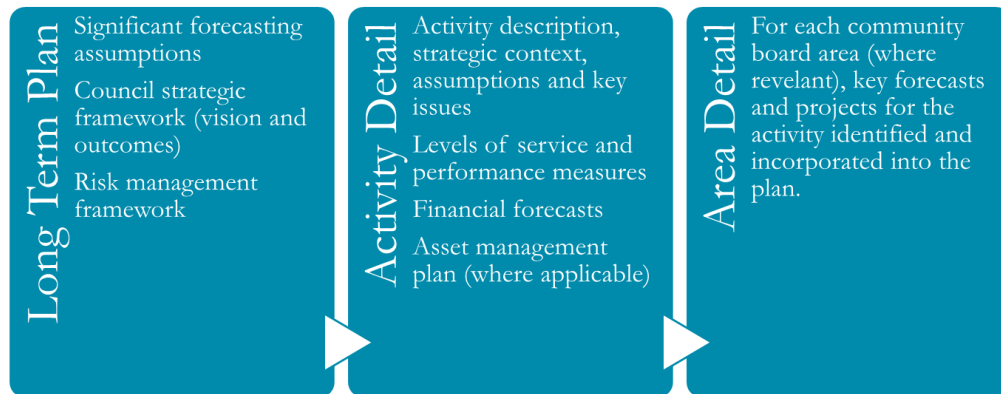 Long Term Plan
Significant forecasting
assumptions
Council strategic
framework (vision and
outcomes)
Risk management
framework
Activity Detail
Activity description,
strategic context,
assumptions and key
issues
Levels of service and
performance measures
Financial forecasts
Asset management
plan (where applicable)
Area Detail
For each community
board area (where
revelant), key forecasts
and projects for the
activity identified and
incorporated into the
plan.